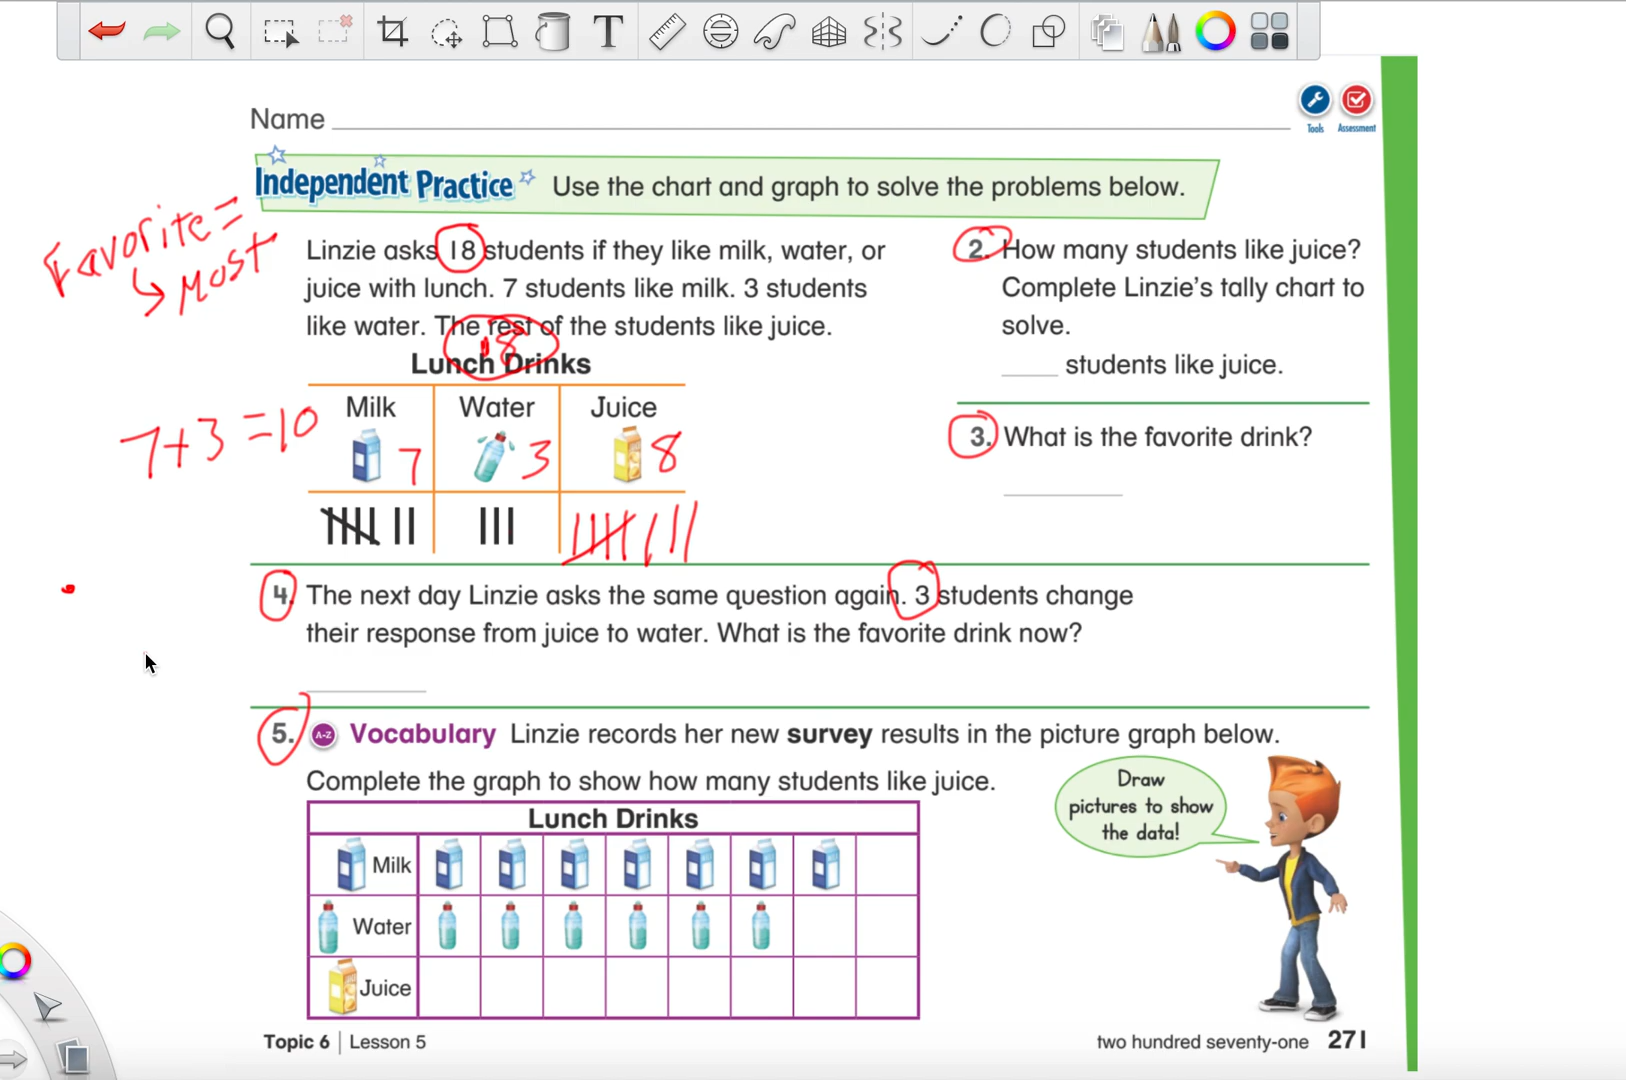 Tools
Assessment
Name
Independent Practice Use the chart and graph to solve the problems below.
Favorite =
↳ Most
Linzie asks 18 students if they like milk, water, or
juice with lunch. 7 students like milk. 3 students
like water. The rest of the students like juice.
18
Lunch Drinks
Milk Water Juice
7 3 8
7+3=10
2. How many students like juice?
Complete Linzie's tally chart to
solve.
____ students like juice.
3. What is the favorite drink?
4. The next day Linzie asks the same question again. 3 students change
their response from juice to water. What is the favorite drink now?
5. A-Z Vocabulary Linzie records her new survey results in the picture graph below.
Complete the graph to show how many students like juice.
Draw
pictures to show
the data!
Lunch Drinks
Milk
Water
Juice
Topic 6 | Lesson 5
two hundred seventy-one 271